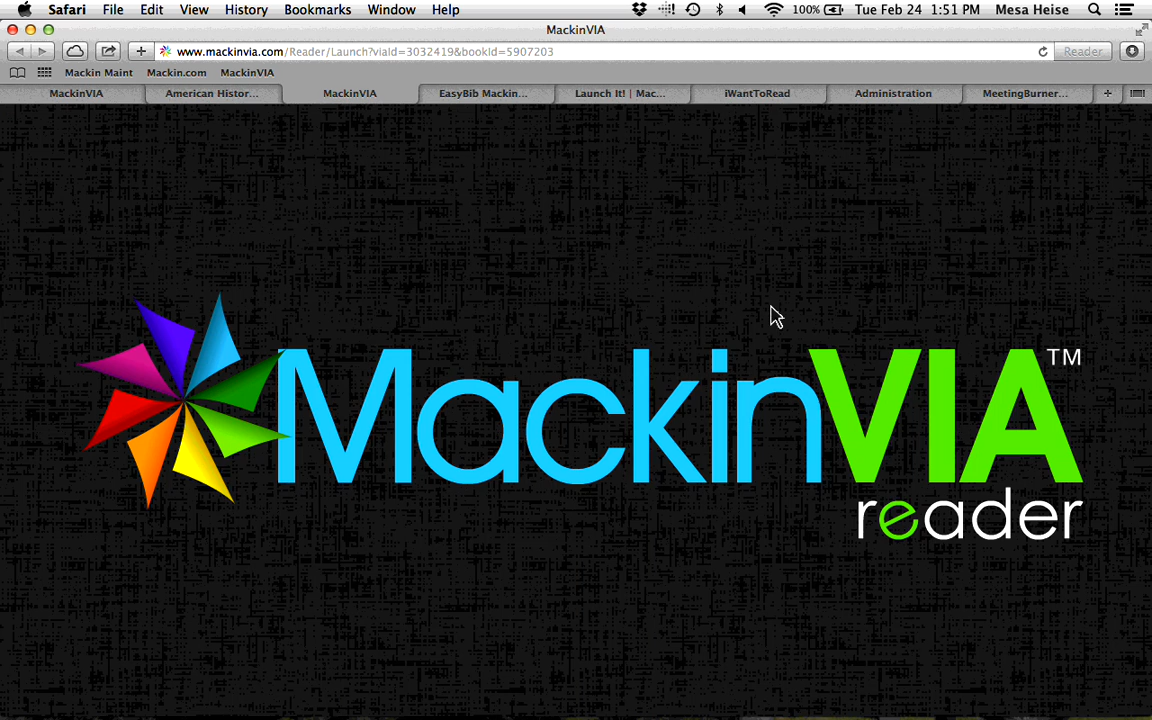 Safari File Edit View History Bookmarks Window Help 100% Tue Feb 24 1:51 PM Mesa Heise
MackinVIA
www.mackinvia.com/Reader/Launch?viaId=3032419&bookId=5907203 Reader
Mackin Maint Mackin.com MackinVIA
MackinVIA American Histor... MackinVIA EasyBib Mackin... Launch It! | Mac... iWantToRead Administration MeetingBurner...
MackinVIA™
reader